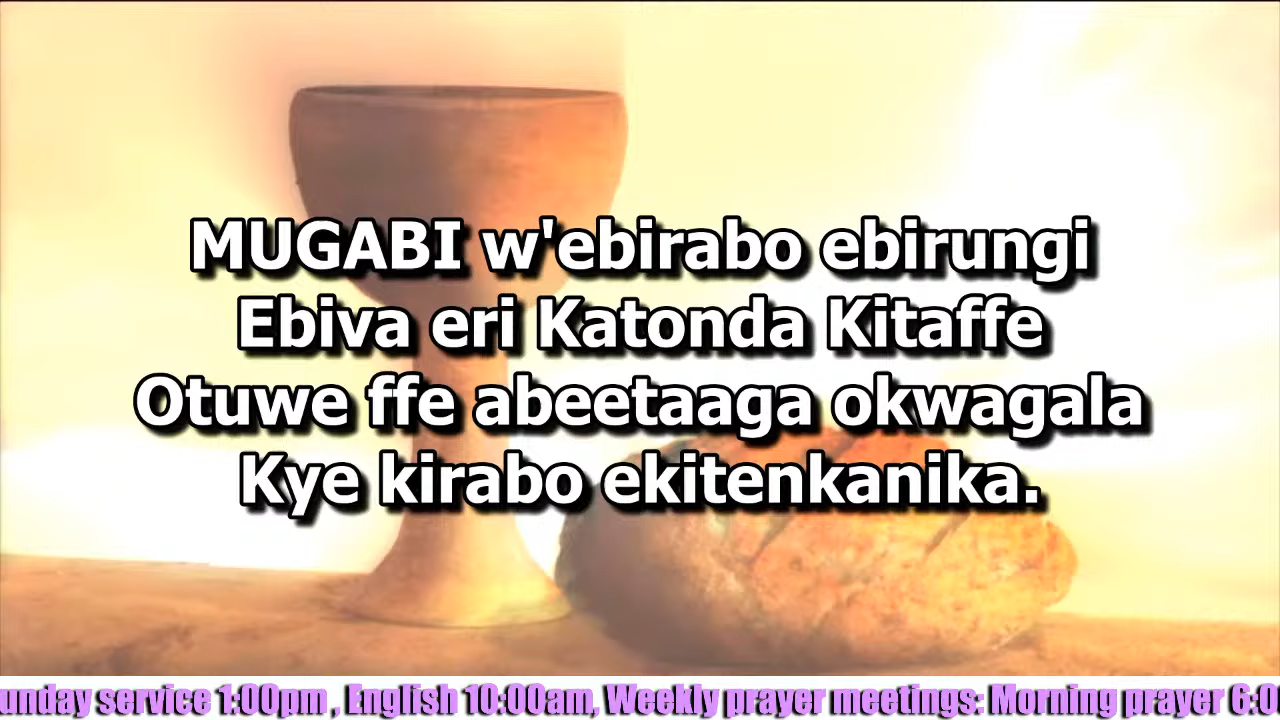 MUGABI w'ebirabo ebirungi
Ebiva eri Katonda Kitaffe
Otuwe ffe abeetaaga okwagala
Kye kirabo ekitenkanika.
service 1:00pm , English 10:00am, Weekly prayer meetings: Morning prayer